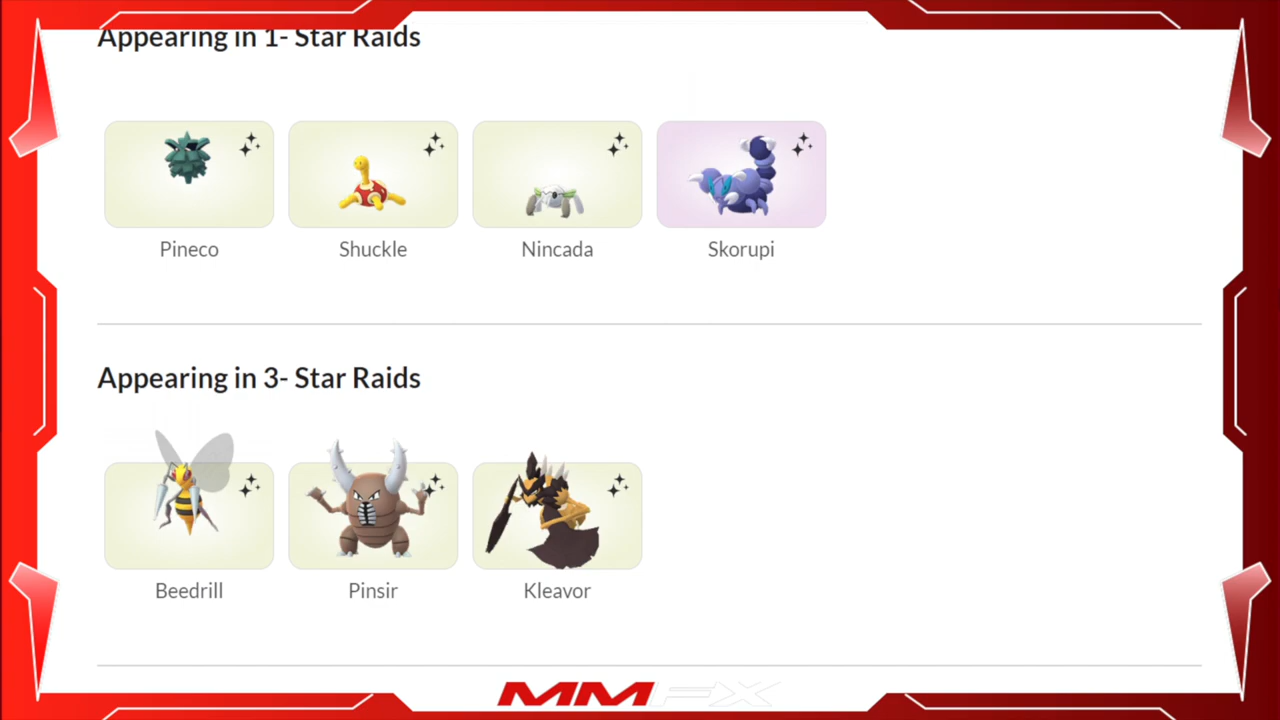 Appearing in 1- Star Raids
Pineco Shuckle Nincada Skorupi
Appearing in 3- Star Raids
Beedrill Pinsir Kleavor
MMFX